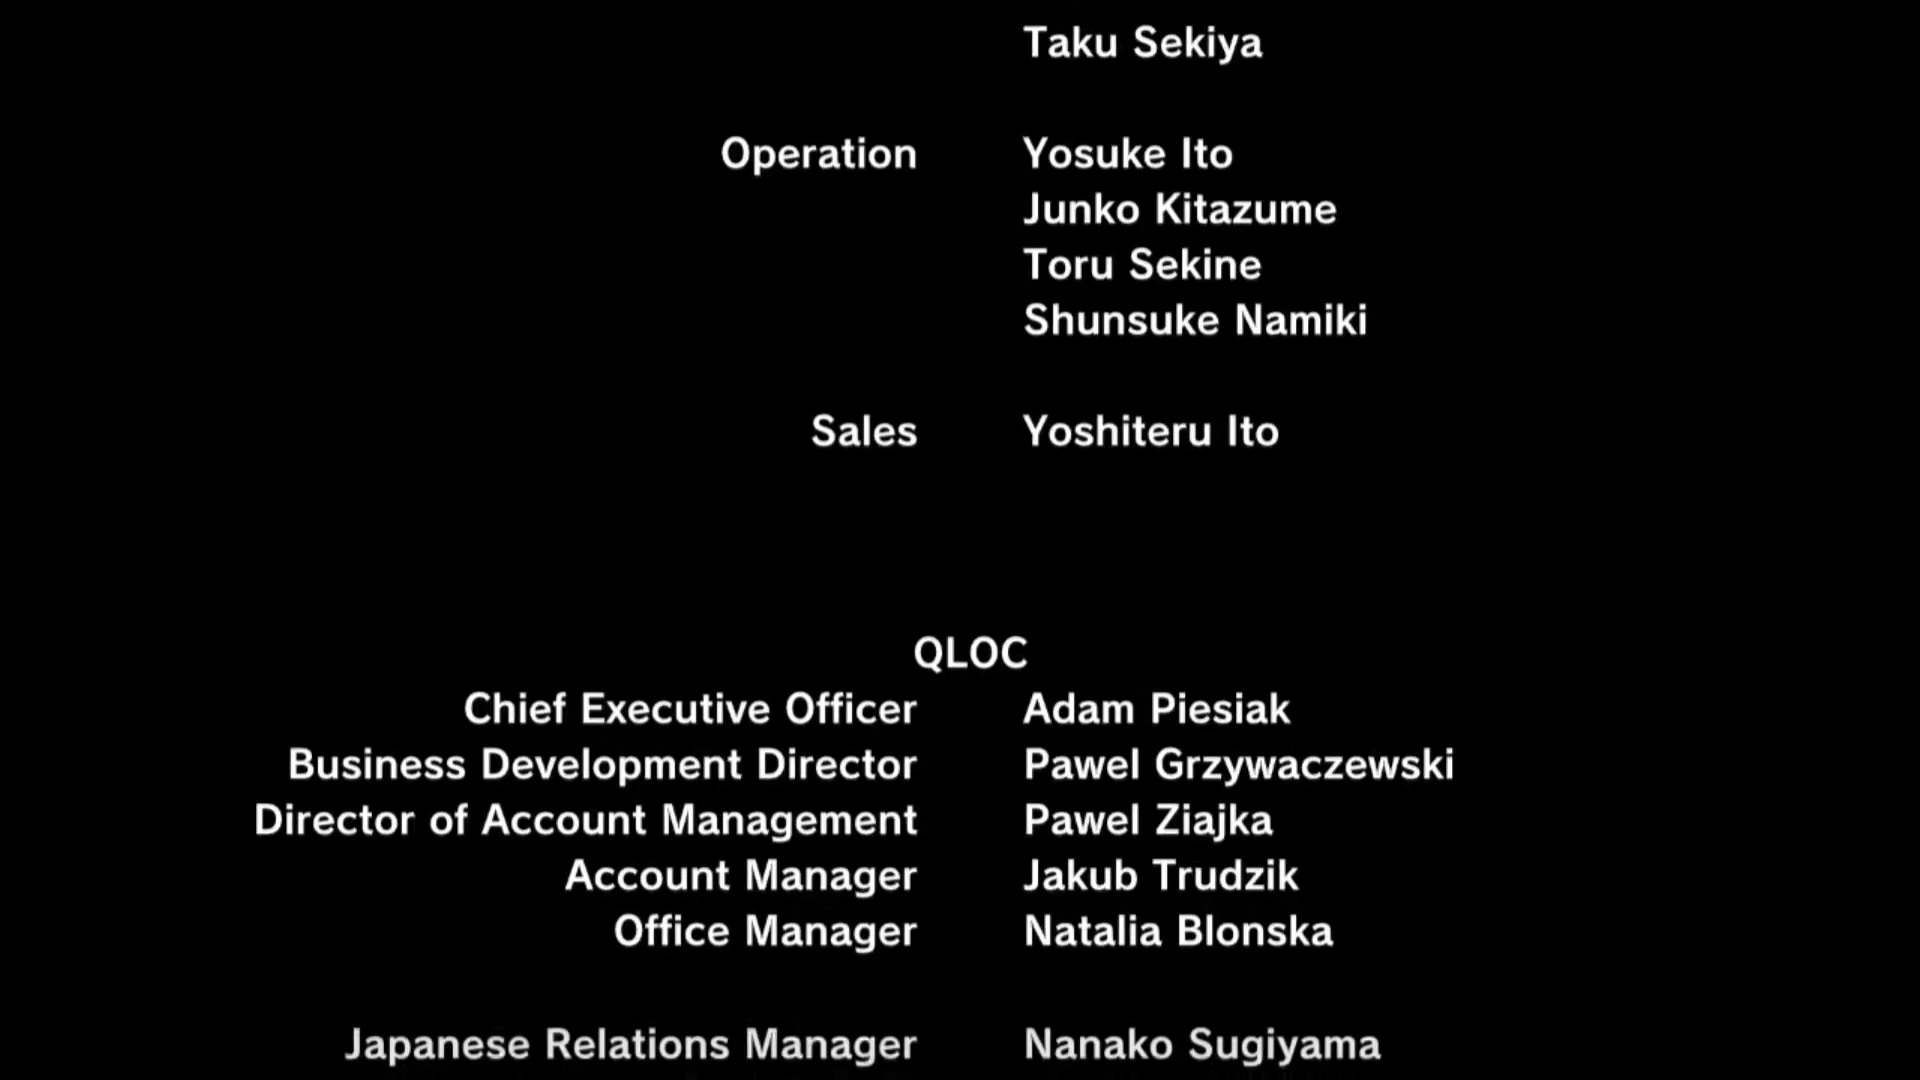 Taku Sekiya
Operation Yosuke Ito
Junko Kitazume
Toru Sekine
Shunsuke Namiki
Sales Yoshiteru Ito
QLOC
Chief Executive Officer Adam Piesiak
Business Development Director Pawel Grzywaczewski
Director of Account Management Pawel Ziajka
Account Manager Jakub Trudzik
Office Manager Natalia Blonska
Japanese Relations Manager Nanako Sugiyama